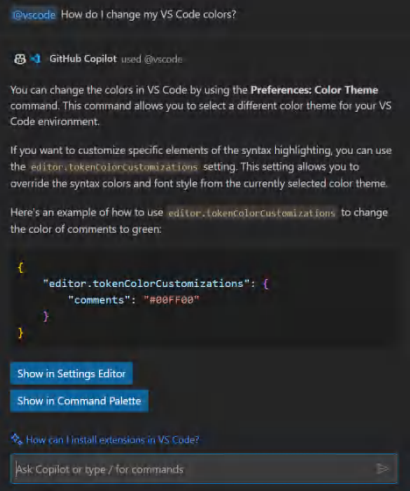 @vscode How do I change my VS Code colors?
GitHub Copilot used @vscode
You can change the colors in VS Code by using the Preferences: Color Theme
command. This command allows you to select a different color theme for your VS
Code environment.
If you want to customize specific elements of the syntax highlighting, you can use
the editor.tokenColorCustomizations setting. This setting allows you to
override the syntax colors and font style from the currently selected color theme.
Here's an example of how to use editor.tokenColorCustomizations to change
the color of comments to green:
{
"editor.tokenColorCustomizations": {
"comments": "#00FF00"
}
}
Show in Settings Editor
Show in Command Palette
How can I install extensions in VS Code?
Ask Copilot or type / for commands